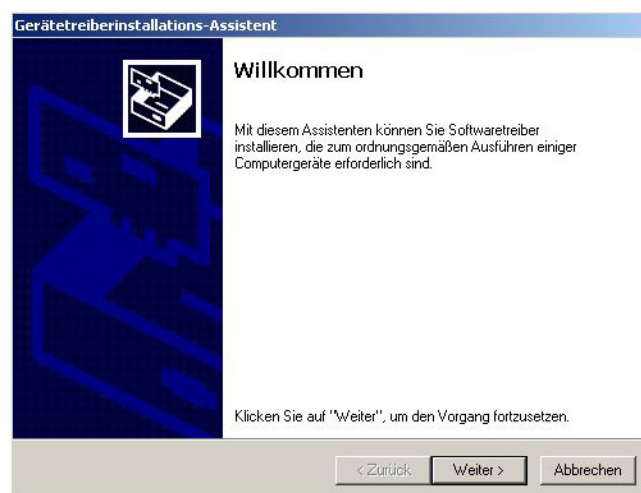 Gerätetreiberinstallations-Assistent
Willkommen
Mit diesem Assistenten können Sie Softwaretreiber
installieren, die zum ordnungsgemäßen Ausführen einiger
Computergeräte erforderlich sind.
Klicken Sie auf "Weiter", um den Vorgang fortzusetzen.
< Zurück Weiter > Abbrechen